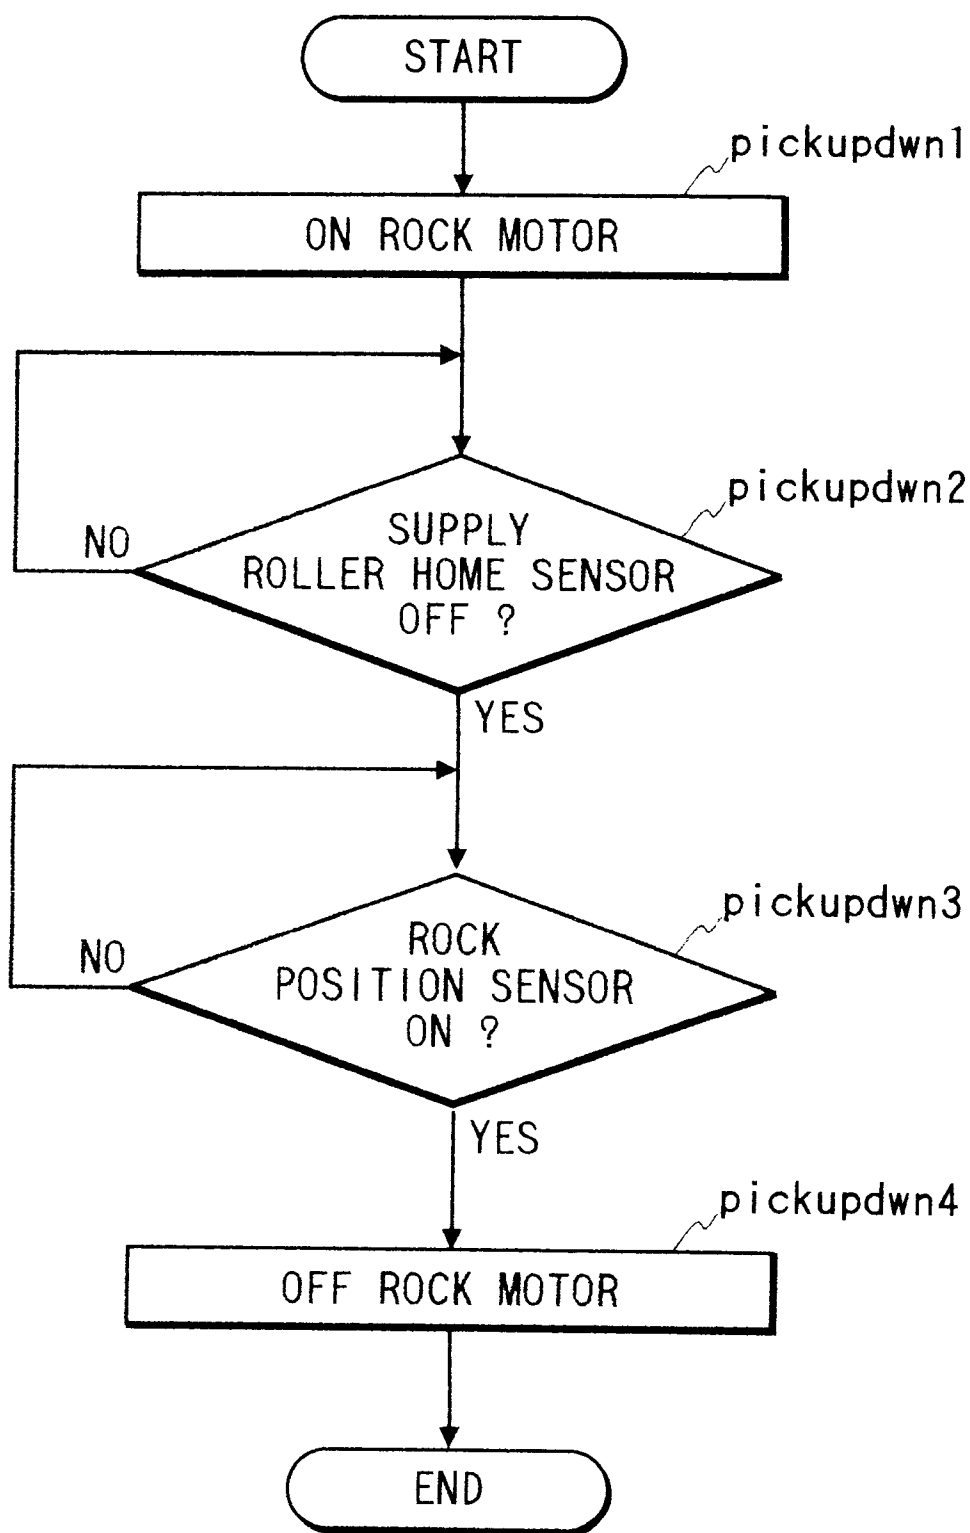 START
pickupdwn1
ON ROCK MOTOR
pickupdwn2
SUPPLY
ROLLER HOME SENSOR
OFF ?
NO
YES
pickupdwn3
ROCK
POSITION SENSOR
ON ?
NO
YES
pickupdwn4
OFF ROCK MOTOR
END